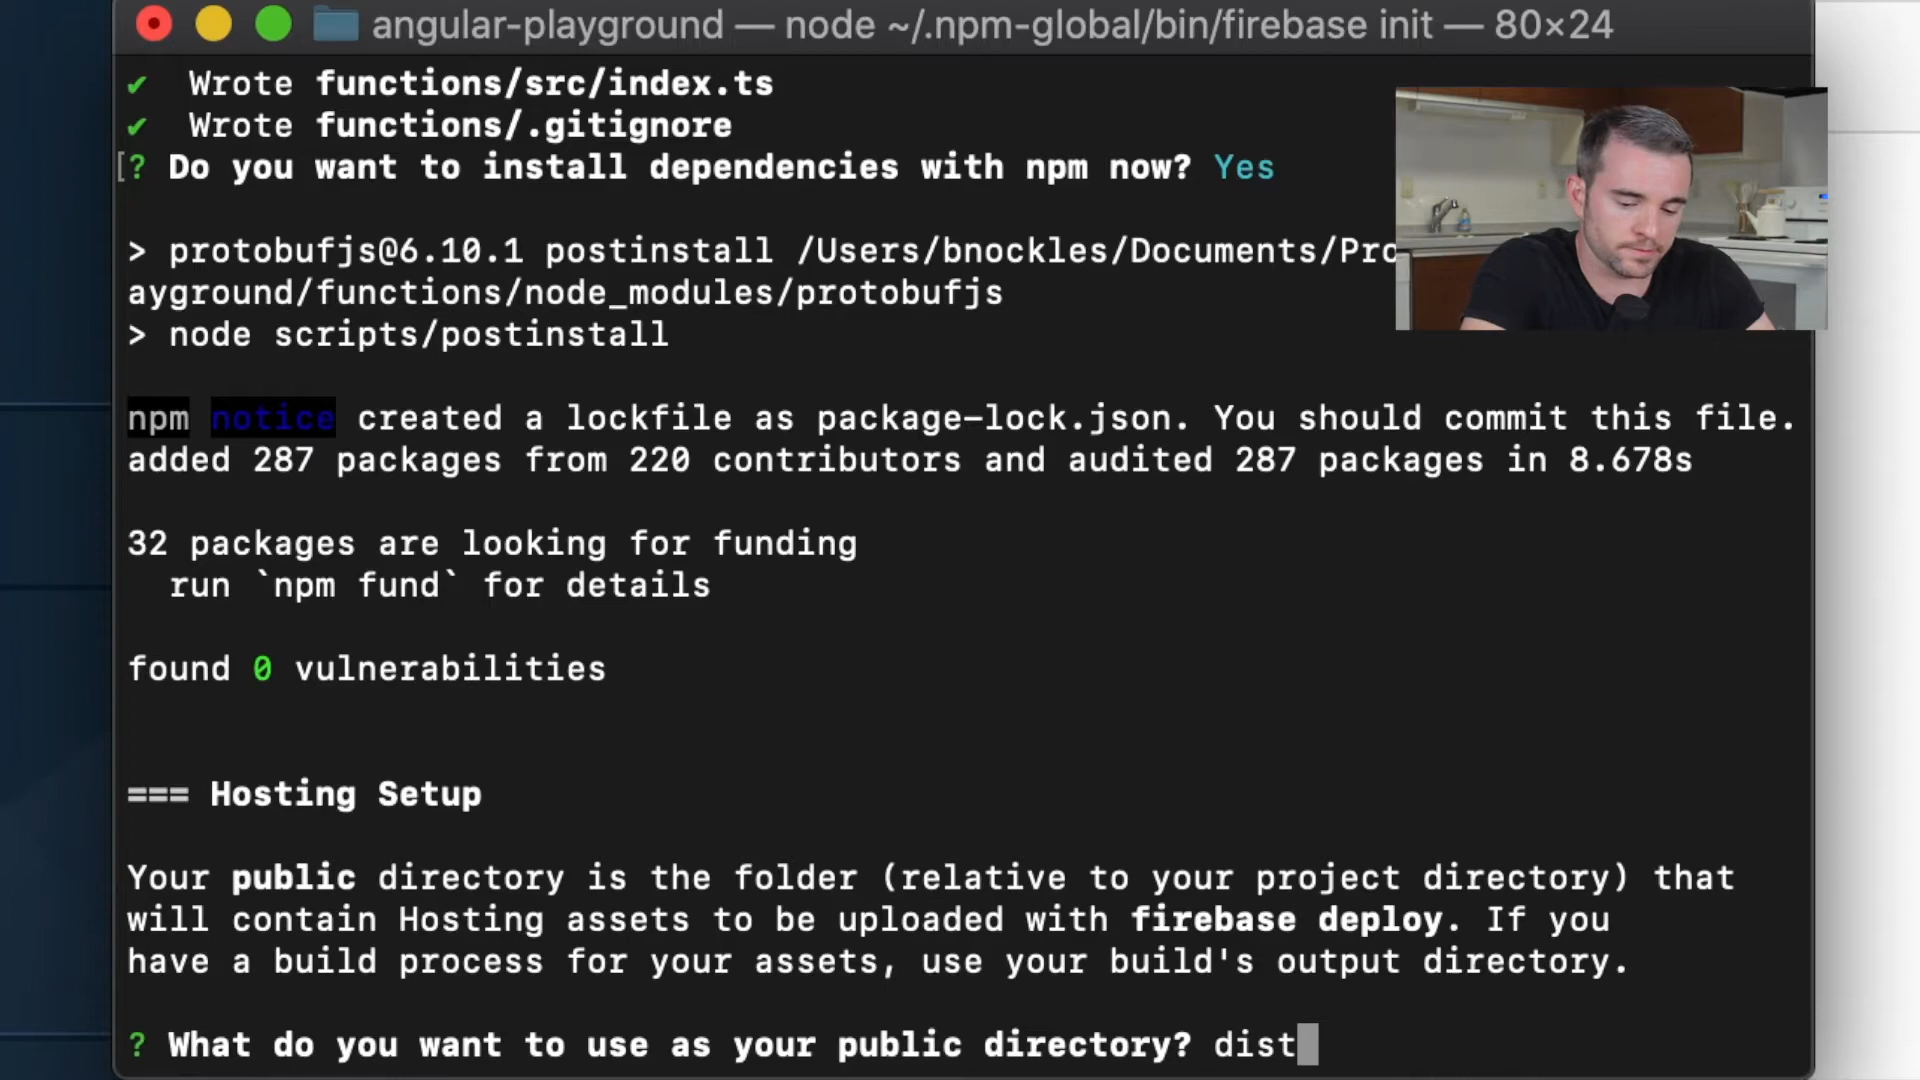 angular-playground — node ~/.npm-global/bin/firebase init — 80×24
✔ Wrote functions/src/index.ts
✔ Wrote functions/.gitignore
[? Do you want to install dependencies with npm now? Yes
> protobufjs@6.10.1 postinstall /Users/bnockles/Documents/Pro
ayground/functions/node_modules/protobufjs
> node scripts/postinstall
npm notice created a lockfile as package-lock.json. You should commit this file.
added 287 packages from 220 contributors and audited 287 packages in 8.678s
32 packages are looking for funding
run `npm fund` for details
found 0 vulnerabilities
=== Hosting Setup
Your public directory is the folder (relative to your project directory) that
will contain Hosting assets to be uploaded with firebase deploy. If you
have a build process for your assets, use your build's output directory.
? What do you want to use as your public directory? dist